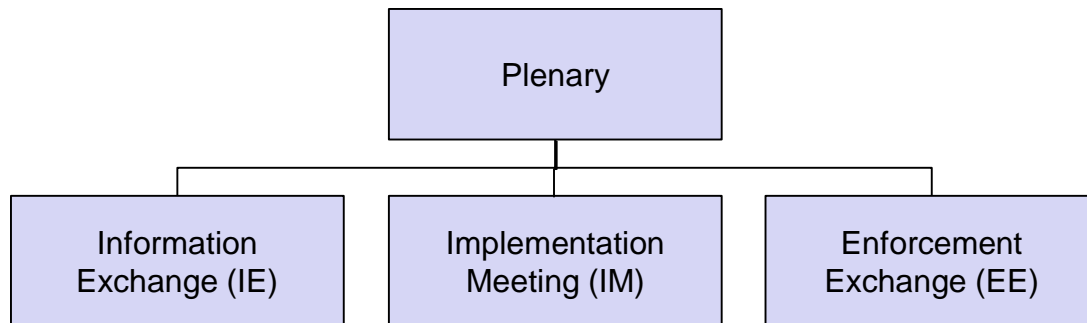 Plenary
Information
Exchange (IE)
Implementation
Meeting (IM)
Enforcement
Exchange (EE)